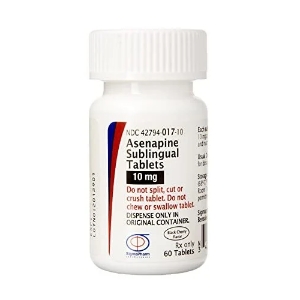 NDC 42794-017-10
Asenapine
Sublingual
Tablets
10 mg
Do not split, cut or
crush tablet. Do not
chew or swallow tablet.
DISPENSE ONLY IN
ORIGINAL CONTAINER.
Black Cherry
Flavor
Rx only
60 Tablets